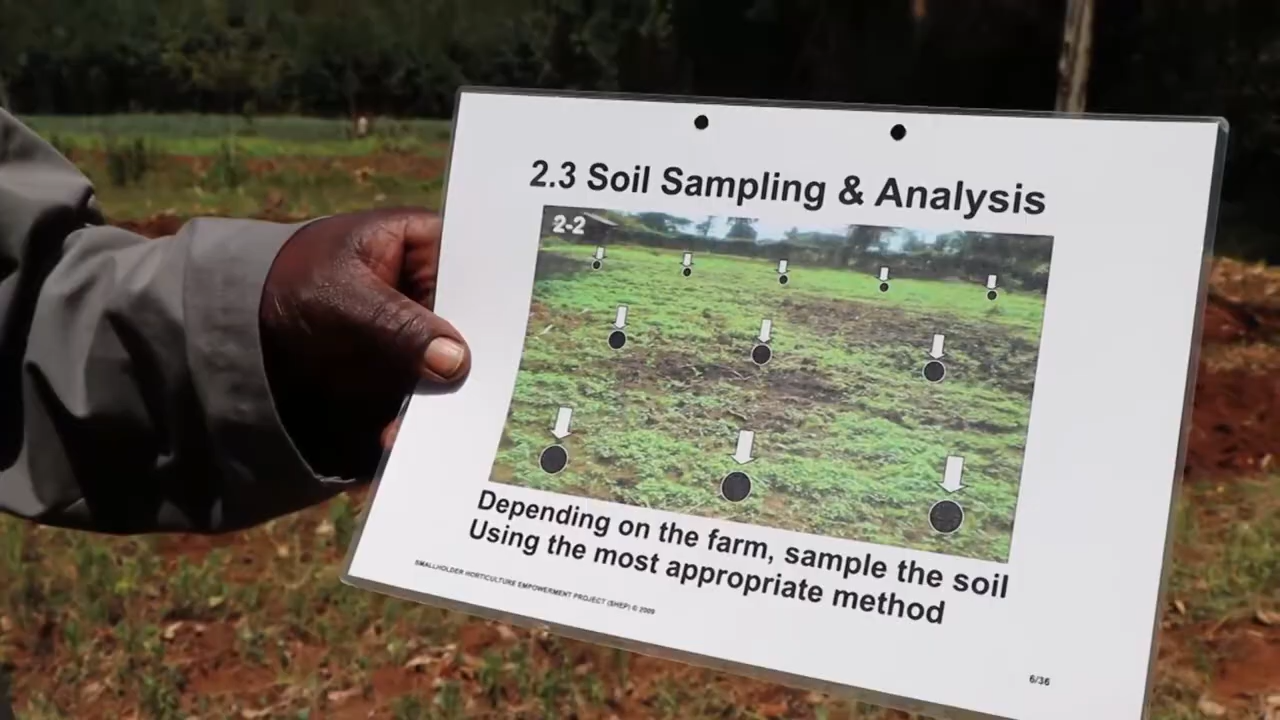 2.3 Soil Sampling & Analysis
2-2
Depending on the farm, sample the soil
Using the most appropriate method
SMALLHOLDER HORTICULTURE EMPOWERMENT PROJECT (SHEP) © 2009
6/36